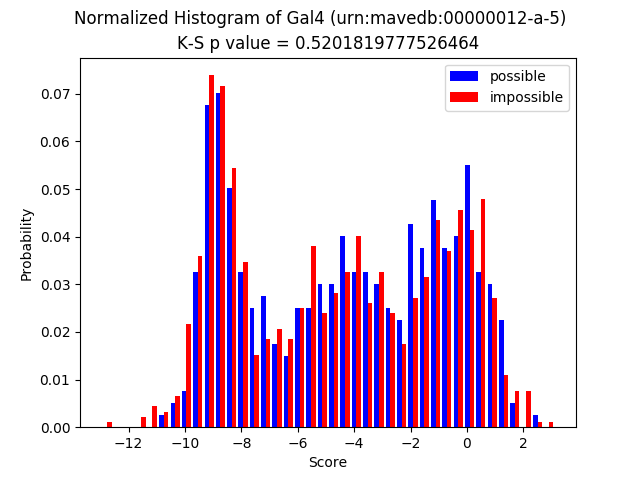 Normalized Histogram of Gal4 (urn:mavedb:00000012-a-5)
K-S p value = 0.5201819777526464
possible
impossible
Probability
0.07
0.06
0.05
0.04
0.03
0.02
0.01
0.00
−12 −10 −8 −6 −4 −2 0 2
Score